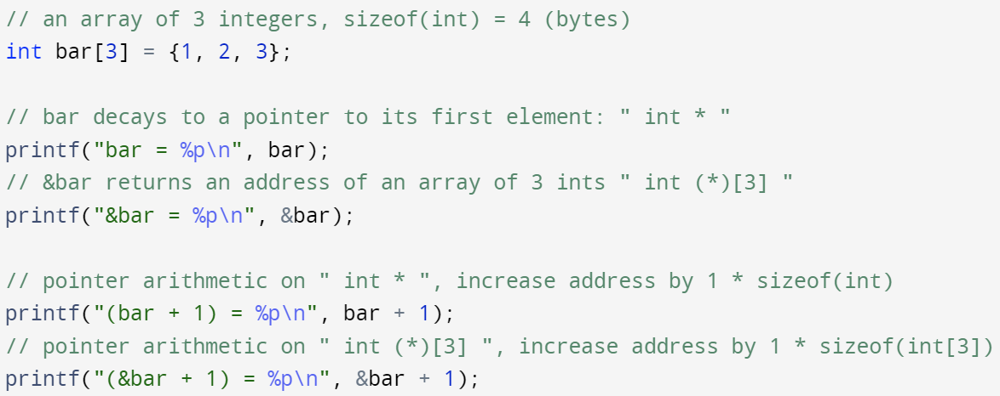 // an array of 3 integers, sizeof(int) = 4 (bytes)
int bar[3] = {1, 2, 3};
// bar decays to a pointer to its first element: " int * "
printf("bar = %p\n", bar);
// &bar returns an address of an array of 3 ints " int (*)[3] "
printf("&bar = %p\n", &bar);
// pointer arithmetic on " int * ", increase address by 1 * sizeof(int)
printf("(bar + 1) = %p\n", bar + 1);
// pointer arithmetic on " int (*)[3] ", increase address by 1 * sizeof(int[3])
printf("(&bar + 1) = %p\n", &bar + 1);